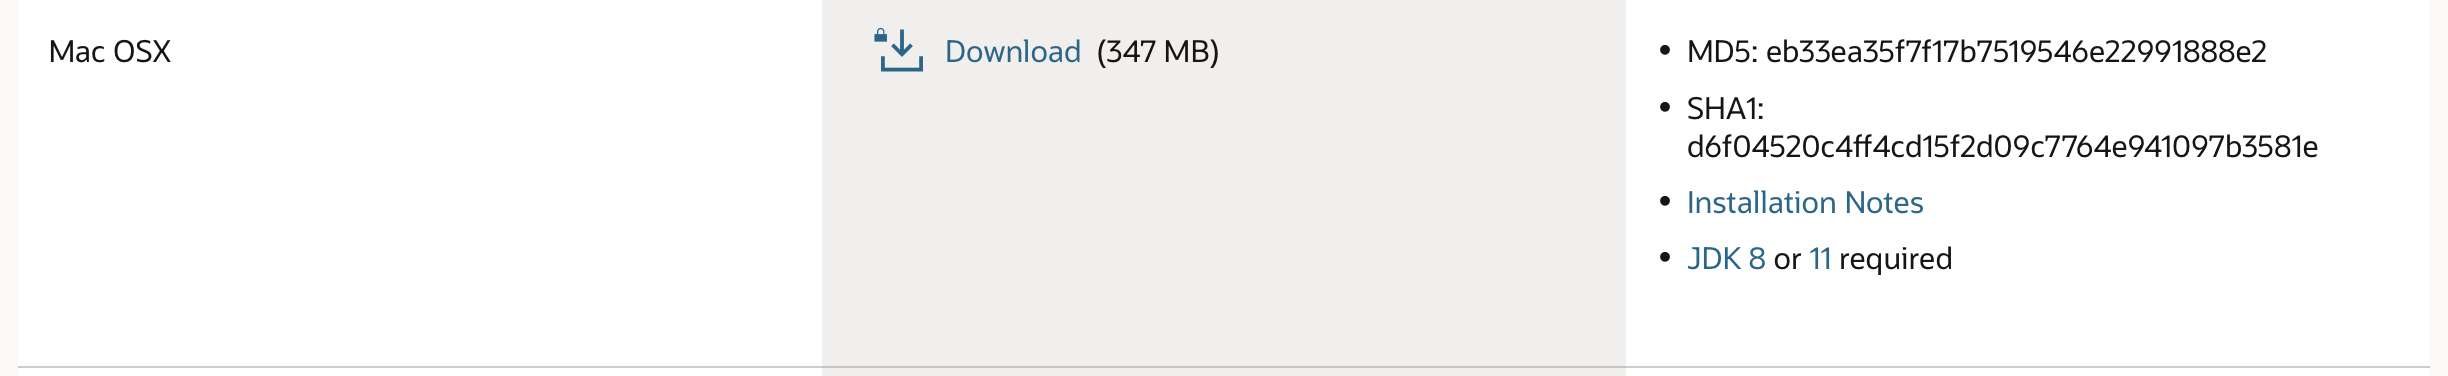 Mac OSX
Download (347 MB)
MD5: eb33ea35f7f17b7519546e22991888e2
SHA1:
d6f04520c4ff4cd15f2d09c7764e941097b3581e
Installation Notes
JDK 8 or 11 required